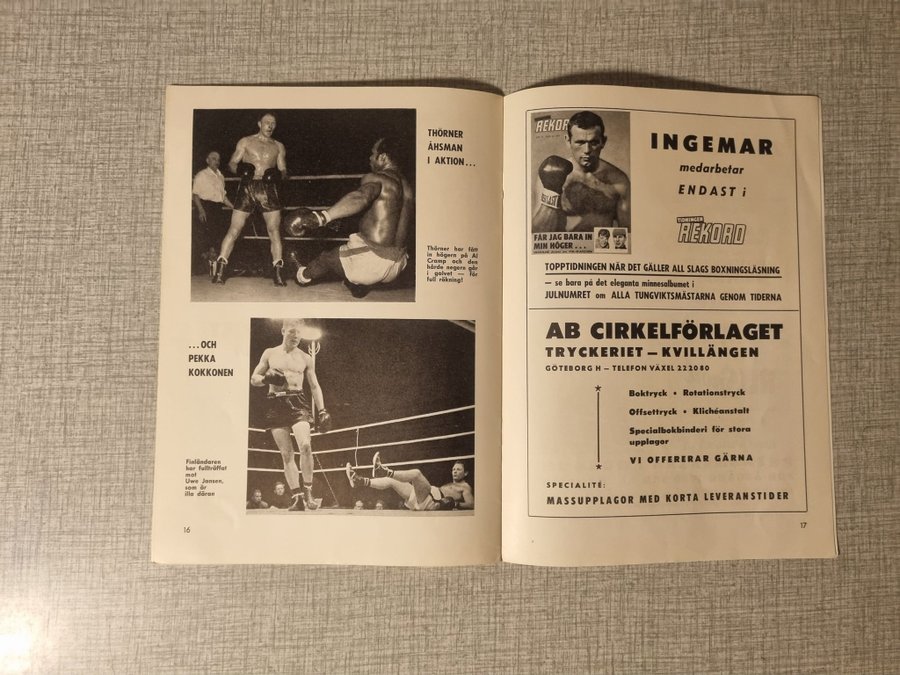 THÖRNER
ÅHSMAN
I AKTION...
Thörner har fått
in högern på Al
Cramp och den
hårde negern går
i golvet — för
full räkning!
...OCH
PEKKA
KOKKONEN
Finländaren
har fullträffat
mot
Uwe Jansen,
som är
illa däran
16
REKORD
FÅR JAG BARA IN
MIN HÖGER...
INGEMAR
medarbetar
ENDAST i
TIDNINGEN
REKORD
TOPPTIDNINGEN NÄR DET GÄLLER ALL SLAGS BOXNINGSLÄSNING
— se bara på det eleganta minnesalbumet i
JULNUMRET om ALLA TUNGVIKTSMÄSTARNA GENOM TIDERNA
AB CIRKELFÖRLAGET
TRYCKERIET — KVILLÄNGEN
GÖTEBORG H — TELEFON VÄXEL 222080
Boktryck • Rotationstryck
Offsettryck • Klichéanstalt
Specialbokbinderi för stora
upplagor
VI OFFERERAR GÄRNA
SPECIALITÉ:
MASSUPPLAGOR MED KORTA LEVERANSTIDER
17